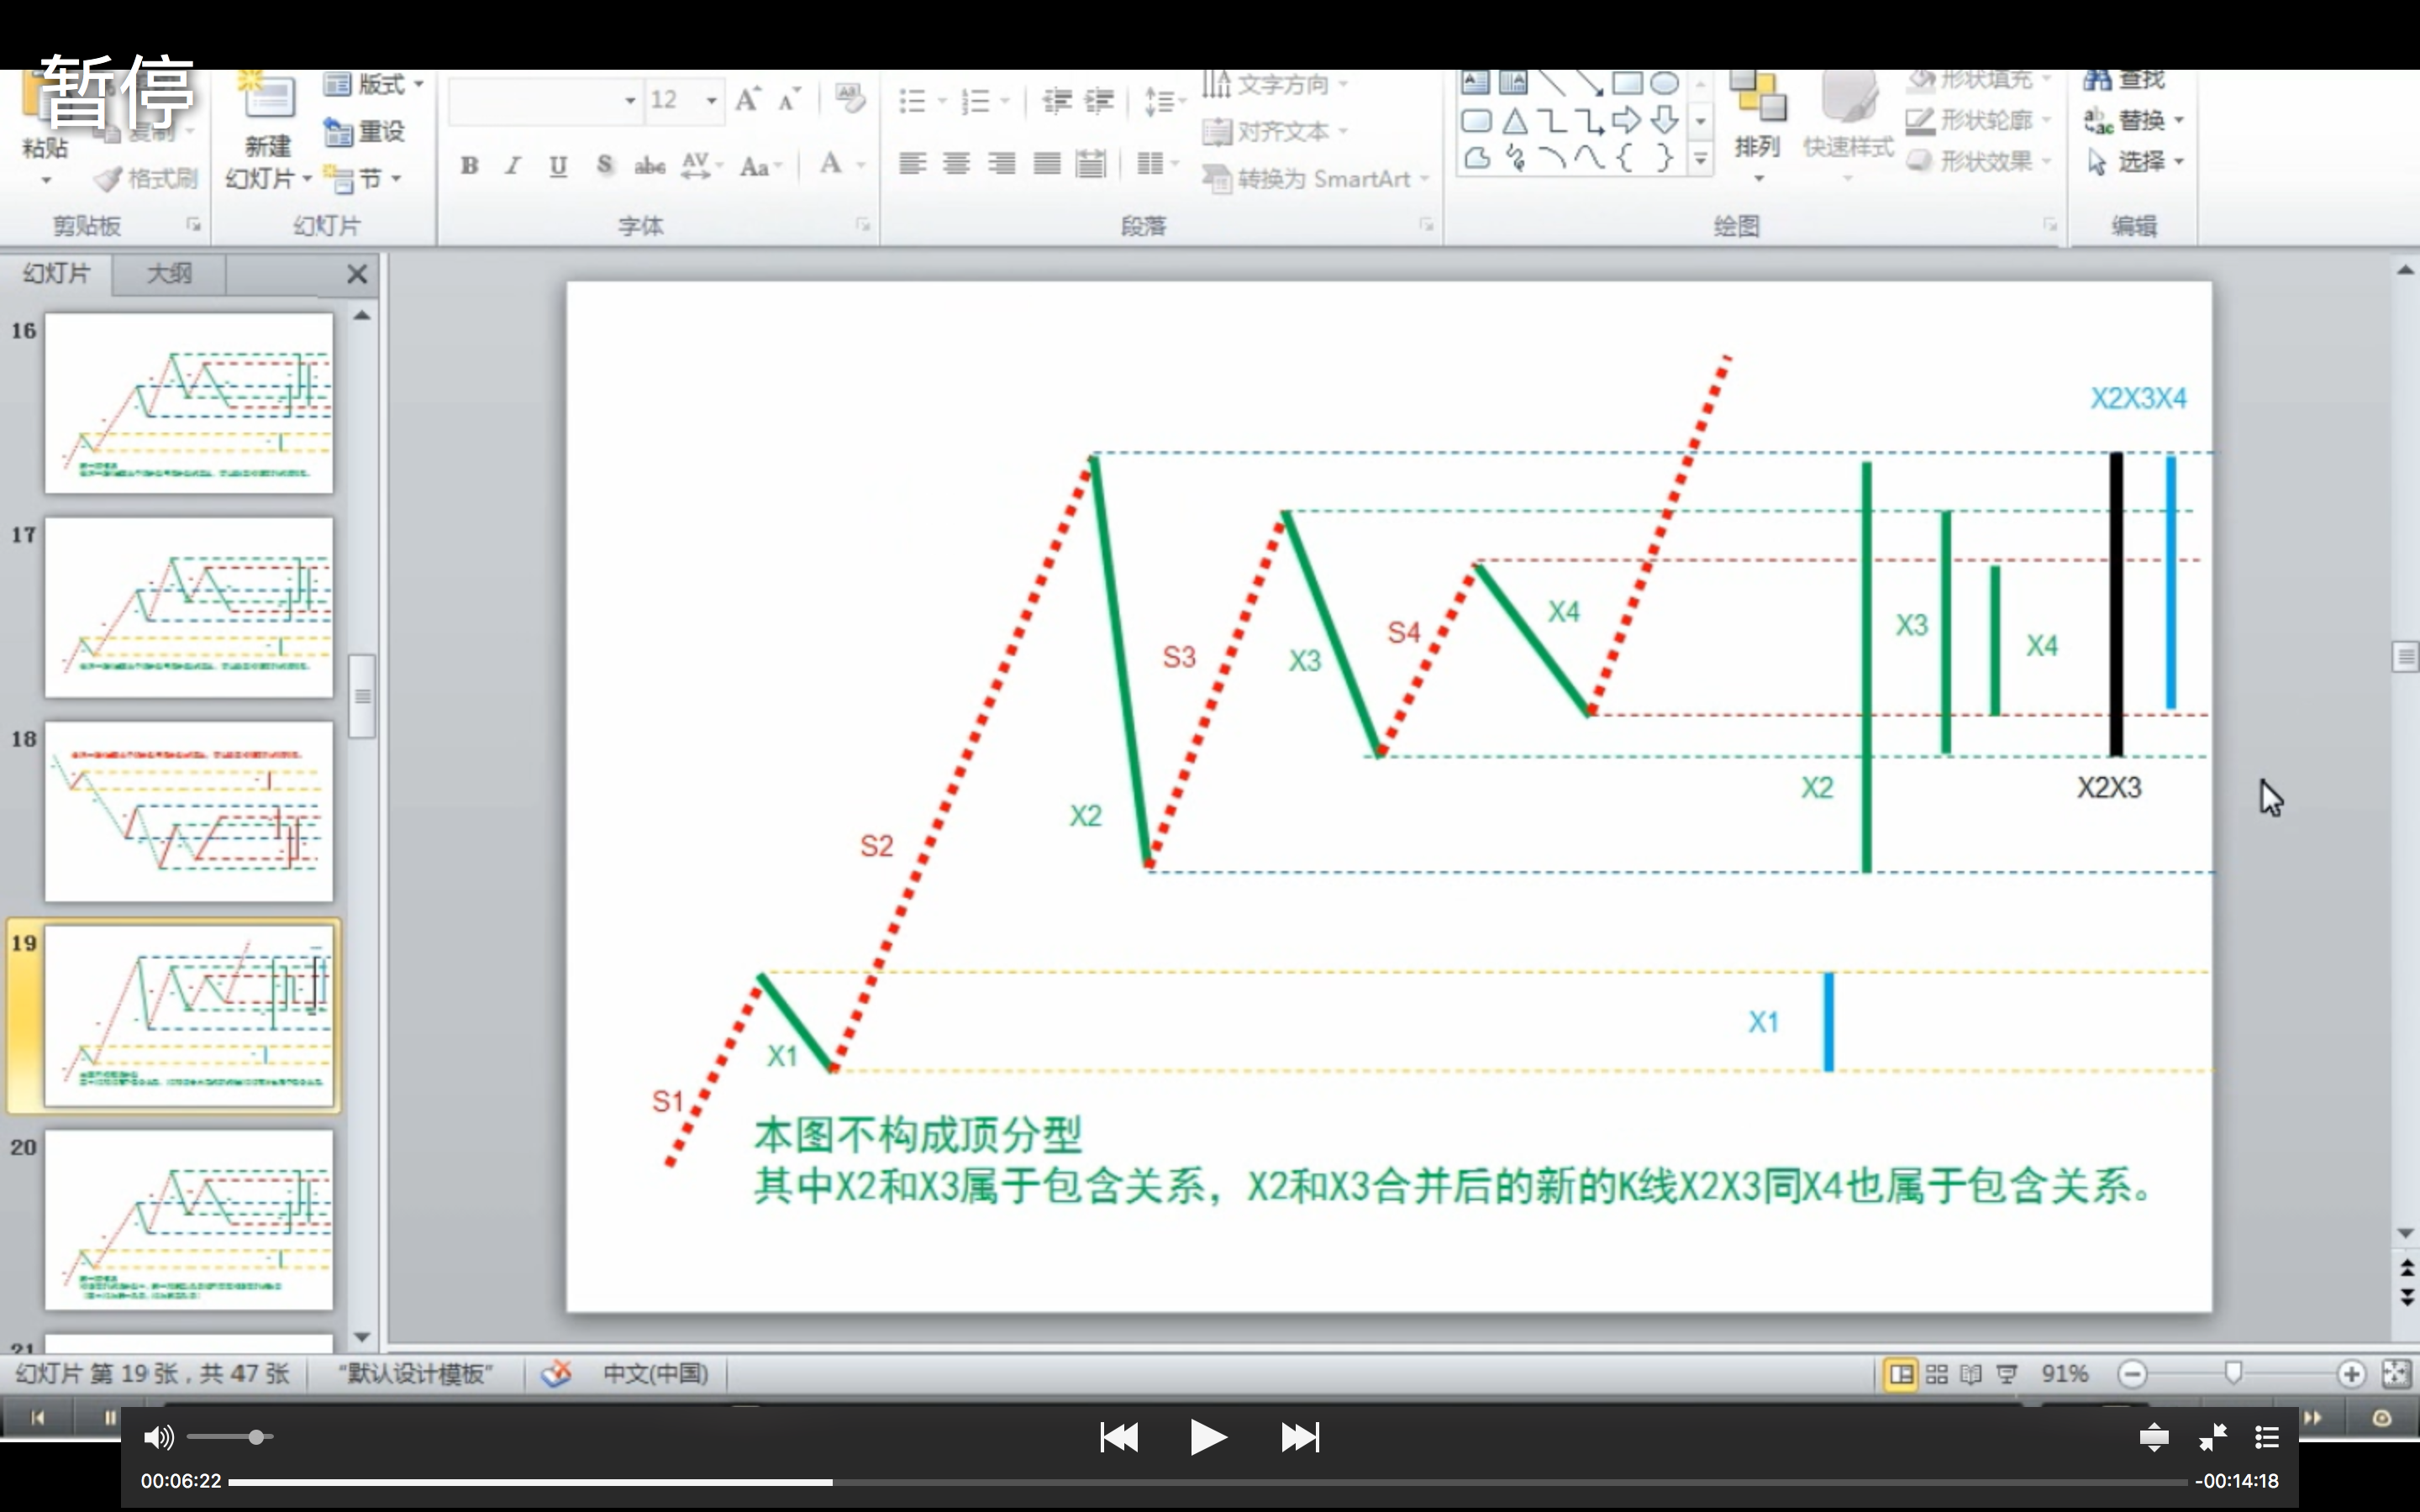 暂停
粘贴
复制
格式刷
剪贴板
新建
幻灯片
版式
重设
节
幻灯片
12
B I U S abc AV Aa A
字体
文字方向
对齐文本
转换为 SmartArt
段落
排列
快速样式
形状填充
形状轮廓
形状效果
绘图
查找
替换
选择
编辑
幻灯片 大纲
16
17
18
19
20
21
X2X3X4
S3
X3
S4
X4
X3
X4
S2
X2
X2
X2X3
X1
S1
X1
本图不构成顶分型
其中X2和X3属于包含关系，X2和X3合并后的新的K线X2X3同X4也属于包含关系。
幻灯片 第 19 张，共 47 张 “默认设计模板” 中文(中国) 91%
00:06:22 -00:14:18